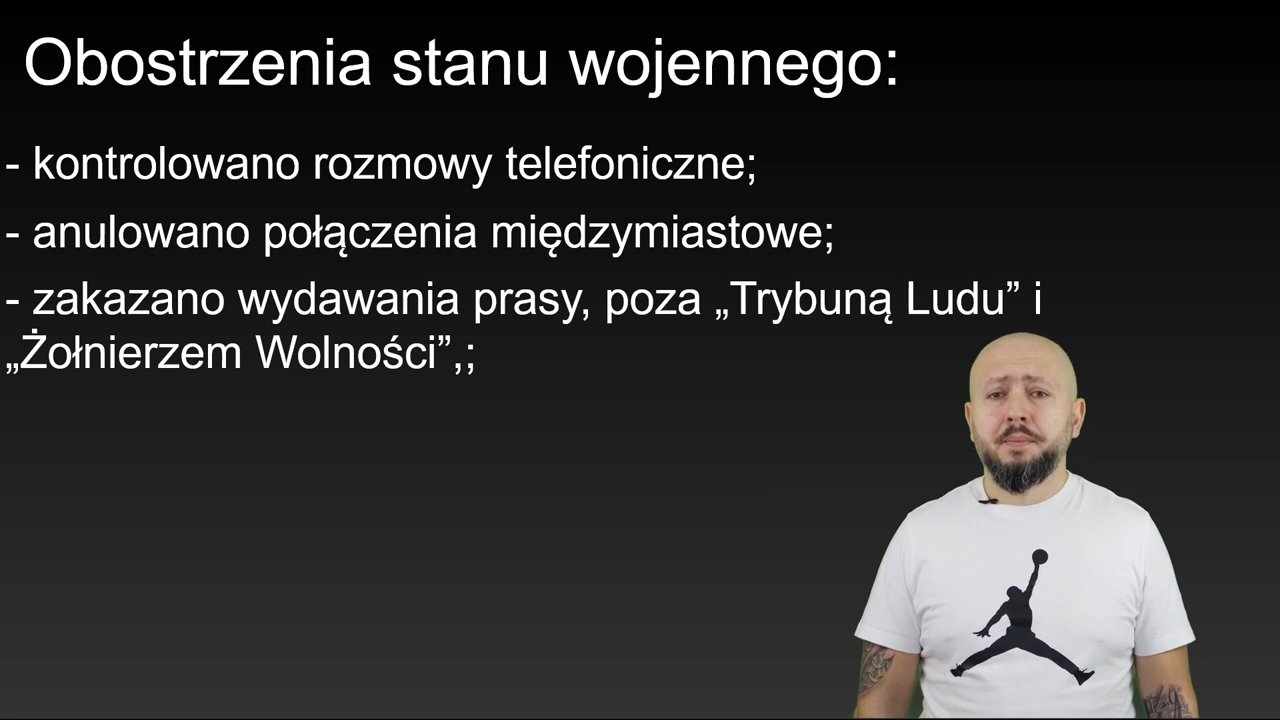 Obostrzenia stanu wojennego:
- kontrolowano rozmowy telefoniczne;
- anulowano połączenia międzymiastowe;
- zakazano wydawania prasy, poza „Trybuną Ludu” i
„Żołnierzem Wolności”,;